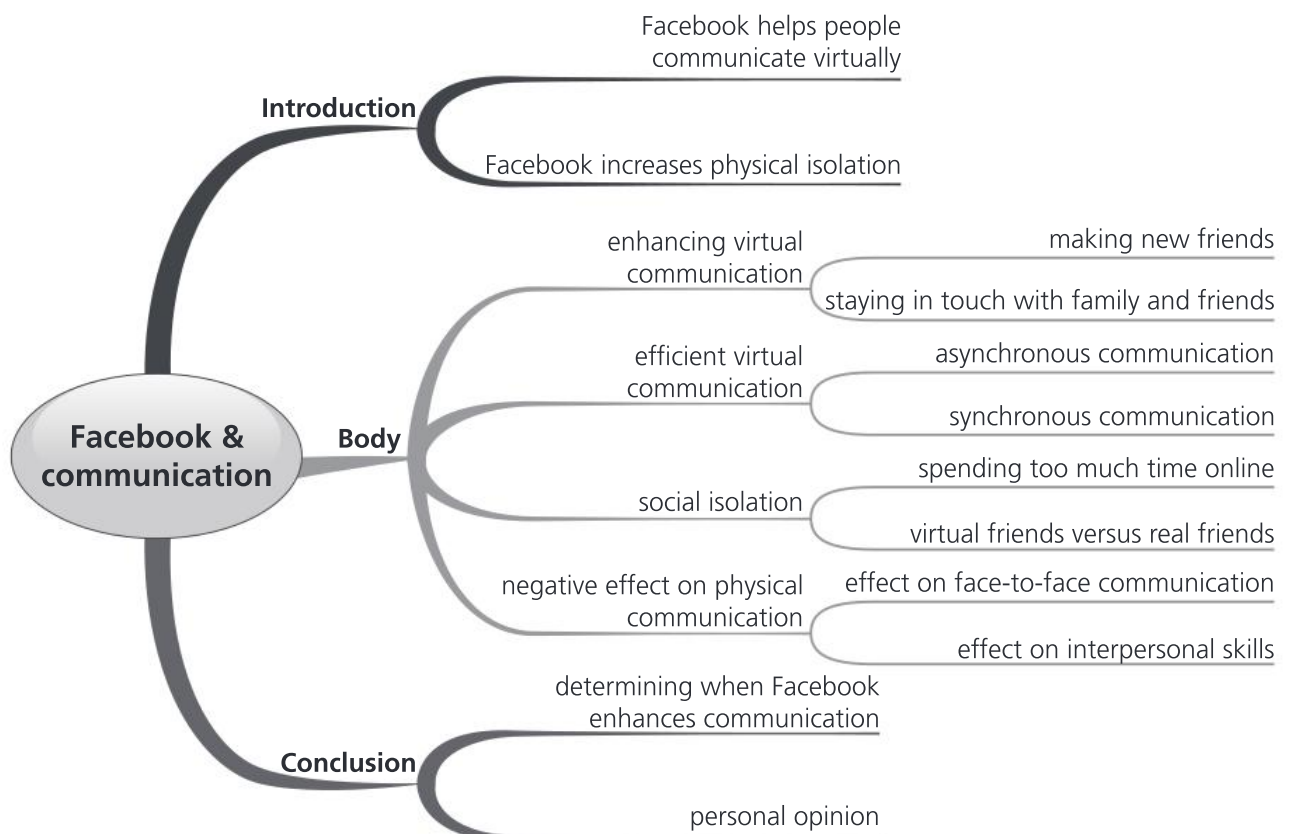 Facebook &
communication
Introduction
Facebook helps people
communicate virtually
Facebook increases physical isolation
Body
enhancing virtual
communication
making new friends
staying in touch with family and friends
efficient virtual
communication
asynchronous communication
synchronous communication
social isolation
spending too much time online
virtual friends versus real friends
negative effect on physical
communication
effect on face-to-face communication
effect on interpersonal skills
Conclusion
determining when Facebook
enhances communication
personal opinion